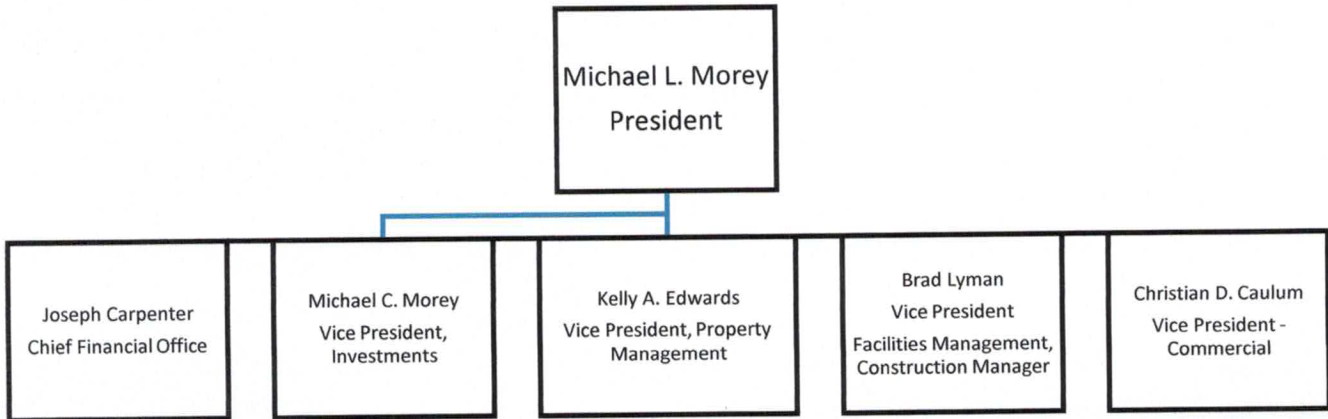 Michael L. Morey
President
Joseph Carpenter
Chief Financial Office
Michael C. Morey
Vice President,
Investments
Kelly A. Edwards
Vice President, Property
Management
Brad Lyman
Vice President
Facilities Management,
Construction Manager
Christian D. Caulum
Vice President -
Commercial